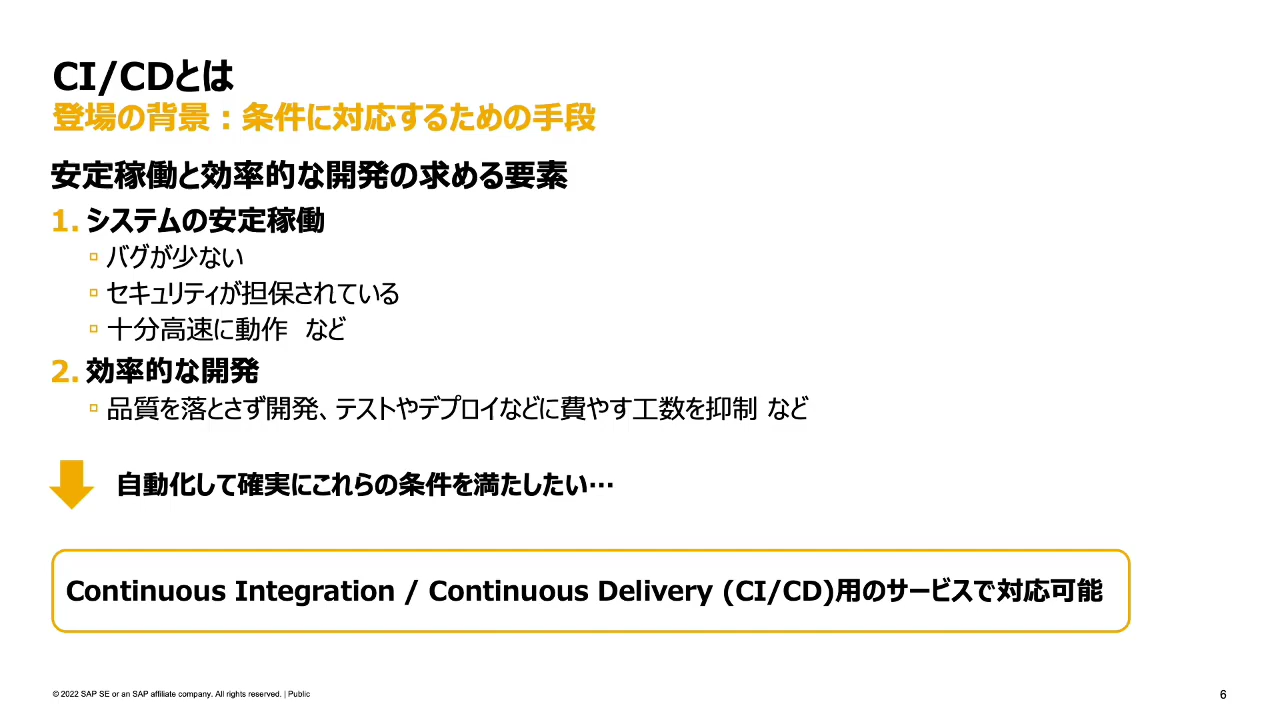 CI/CDとは
登場の背景：条件に対応するための手段
安定稼働と効率的な開発の求める要素
1. システムの安定稼働
バグが少ない
セキュリティが担保されている
十分高速に動作　など
2. 効率的な開発
品質を落とさず開発、テストやデプロイなどに費やす工数を抑制 など
自動化して確実にこれらの条件を満たしたい…
Continuous Integration / Continuous Delivery (CI/CD)用のサービスで対応可能
© 2022 SAP SE or an SAP affiliate company. All rights reserved. | Public
6